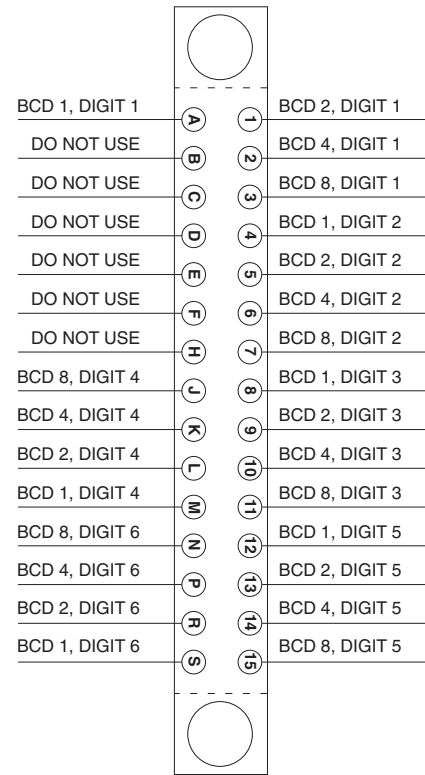 BCD 1, DIGIT 1 A 1 BCD 2, DIGIT 1
DO NOT USE B 2 BCD 4, DIGIT 1
DO NOT USE C 3 BCD 8, DIGIT 1
DO NOT USE D 4 BCD 1, DIGIT 2
DO NOT USE E 5 BCD 2, DIGIT 2
DO NOT USE F 6 BCD 4, DIGIT 2
DO NOT USE H 7 BCD 8, DIGIT 2
BCD 8, DIGIT 4 J 8 BCD 1, DIGIT 3
BCD 4, DIGIT 4 K 9 BCD 2, DIGIT 3
BCD 2, DIGIT 4 L 10 BCD 4, DIGIT 3
BCD 1, DIGIT 4 M 11 BCD 8, DIGIT 3
BCD 8, DIGIT 6 N 12 BCD 1, DIGIT 5
BCD 4, DIGIT 6 P 13 BCD 2, DIGIT 5
BCD 2, DIGIT 6 R 14 BCD 4, DIGIT 5
BCD 1, DIGIT 6 S 15 BCD 8, DIGIT 5